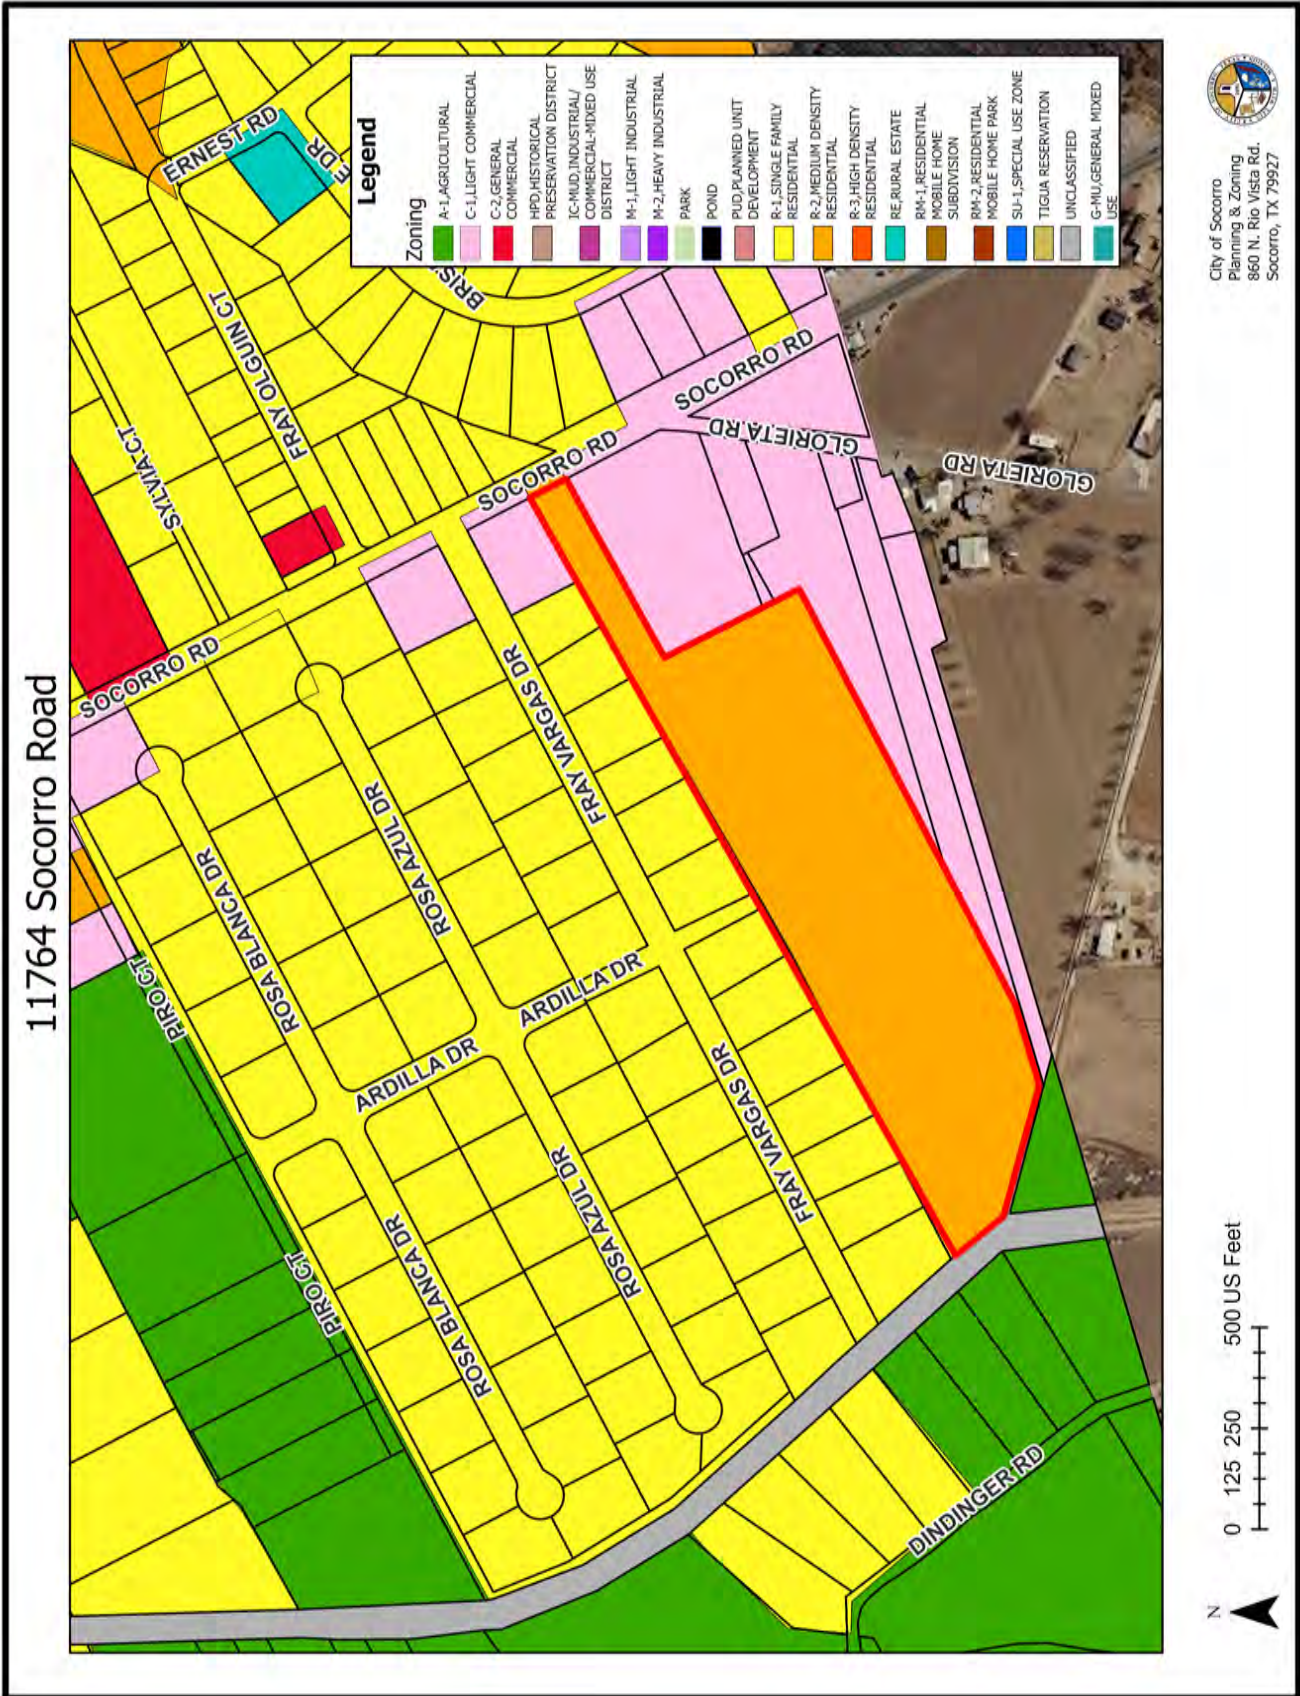 11764 Socorro Road
ERNEST RD
E DR
BRIS
SYLVIA CT
FRAY OLGUIN CT
SOCORRO RD
SOCORRO RD
SOCORRO RD
GLORIETA RD
GLORIETA RD
PIRO CT
ROSA BLANCA DR
ROSA AZUL DR
FRAY VARGAS DR
ARDILLA DR
ARDILLA DR
PIRO CT
ROSA BLANCA DR
ROSA AZUL DR
FRAY VARGAS DR
DINDINGER RD
Legend
Zoning
A-1,AGRICULTURAL
C-1,LIGHT COMMERCIAL
C-2,GENERAL
COMMERCIAL
HPD,HISTORICAL
PRESERVATION DISTRICT
IC-MUD,INDUSTRIAL/
COMMERCIAL-MIXED USE
DISTRICT
M-1,LIGHT INDUSTRIAL
M-2,HEAVY INDUSTRIAL
PARK
POND
PUD,PLANNED UNIT
DEVELOPMENT
R-1,SINGLE FAMILY
RESIDENTIAL
R-2,MEDIUM DENSITY
RESIDENTIAL
R-3,HIGH DENSITY
RESIDENTIAL
RE,RURAL ESTATE
RM-1,RESIDENTIAL
MOBILE HOME
SUBDIVISION
RM-2,RESIDENTIAL
MOBILE HOME PARK
SU-1,SPECIAL USE ZONE
TIGUA RESERVATION
UNCLASSIFIED
G-MU,GENERAL MIXED
USE
N
0 125 250 500 US Feet
City of Socorro
Planning & Zoning
860 N. Rio Vista Rd.
Socorro, TX 79927